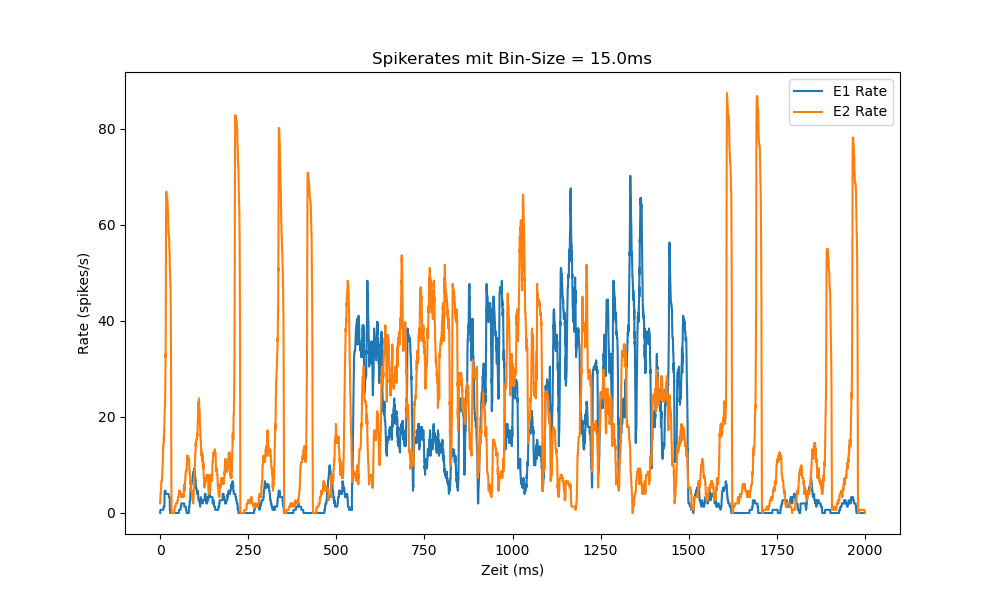 Spikerates mit Bin-Size = 15.0ms
E1 Rate
E2 Rate
Rate (spikes/s)
80
60
40
20
0
0 250 500 750 1000 1250 1500 1750 2000
Zeit (ms)